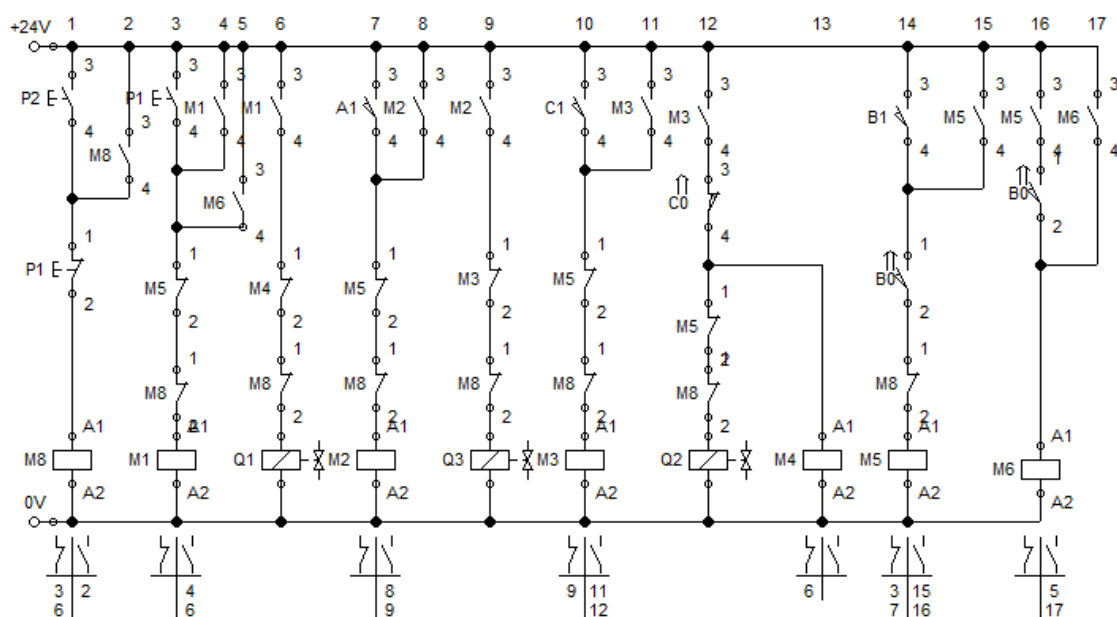 1 2 3 4 5 6 7 8 9 10 11 12 13 14 15 16 17
+24V
3 3 3 3 3 3 3 3 3 3 3 3 3 3
P2 P1 M1 M1 A1 M2 M2 C1 M3 M3 B1 M5 M5 M6
4 4 4 4 4 4 4 4 4 4 4 4 4 4
3 1
M8
4
3 3
M6 C0 B0
4 4 2
1 1 1 1 1 1 1
P1 M5 M4 M5 M3 M5 B0
2 2 2 2 2 2 2
1
M5
2
1 1 1 1 1 1 1
M8 M8 M8 M8 M8 M8 M8
2 2 2 2 2 2 2
A1 A1 A1 A1 A1 A1 A1
M8 M1 Q1 M2 Q3 M3 Q2 M4 M5 M6
A2 A2 A2 A2 A2 A2 A2
0V
3 2 4 8 9 11 6 3 15 5
6 6 9 12 7 16 17